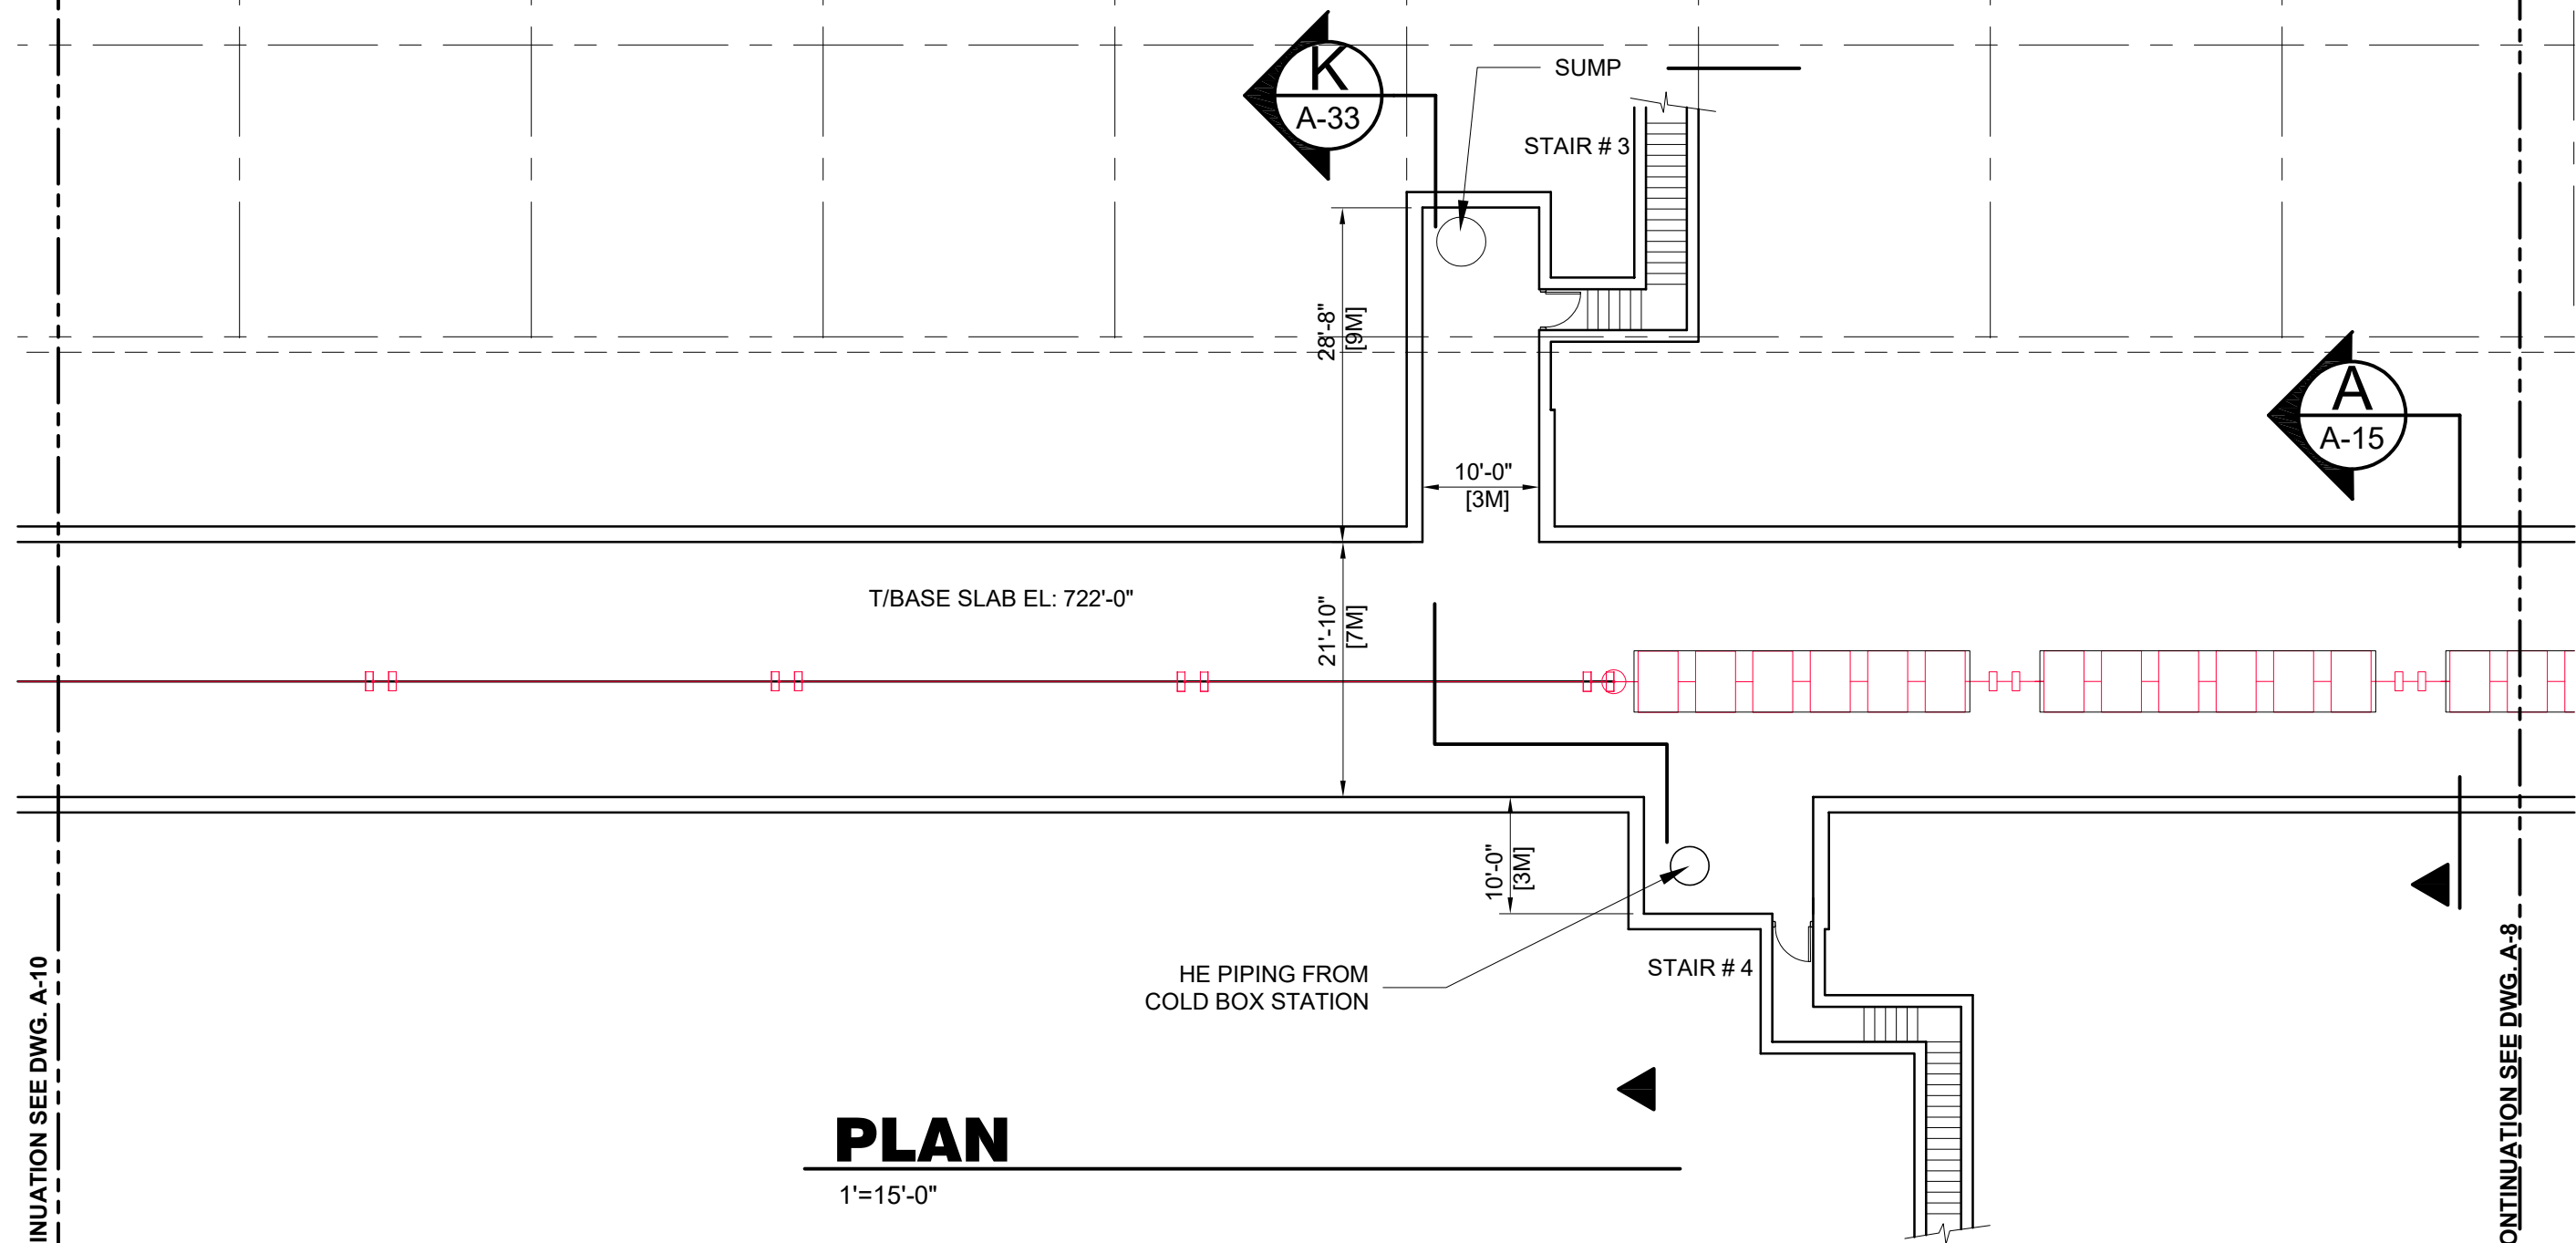 K
A-33
SUMP
STAIR # 3
28'-8"
[9M]
A
A-15
10'-0"
[3M]
T/BASE SLAB EL: 722'-0"
21'-10"
[7M]
10'-0"
[3M]
HE PIPING FROM
COLD BOX STATION
STAIR # 4
INUATION SEE DWG. A-10
ONTINUATION SEE DWG. A-8
PLAN
1'=15'-0"